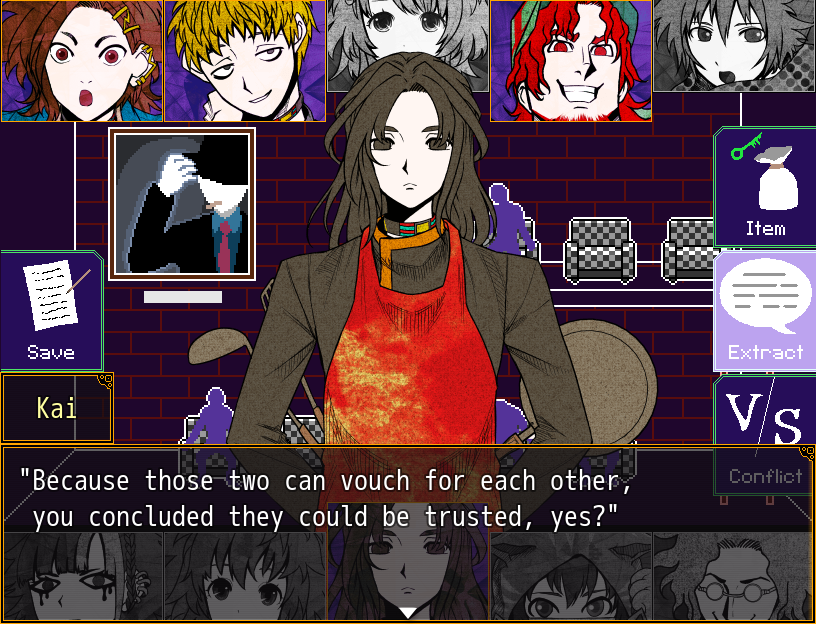 Item
Save
Extract
Kai
VS
Conflict
"Because those two can vouch for each other,
you concluded they could be trusted, yes?"